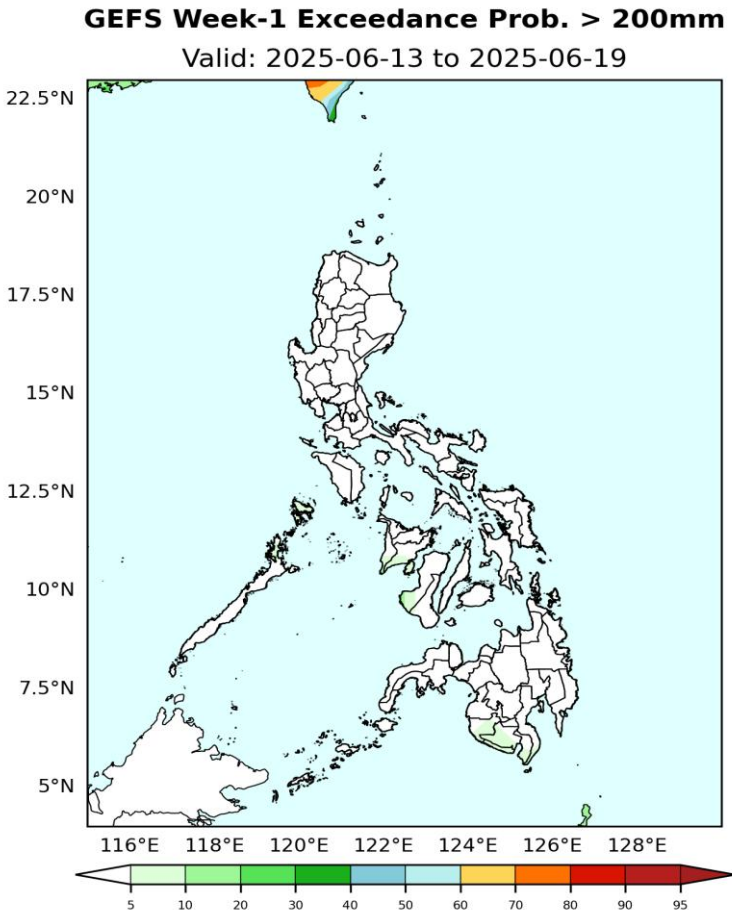 GEFS Week-1 Exceedance Prob. > 200mm
Valid: 2025-06-13 to 2025-06-19
22.5°N
20°N
17.5°N
15°N
12.5°N
10°N
7.5°N
5°N
116°E 118°E 120°E 122°E 124°E 126°E 128°E
5 10 20 30 40 50 60 70 80 90 95